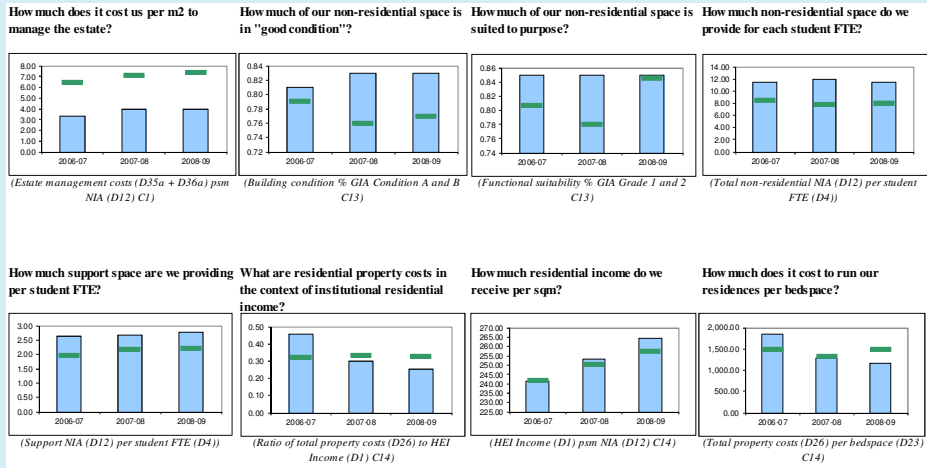 How much does it cost us per m2 to
manage the estate?
How much of our non-residential space is
in "good condition"?
How much of our non-residential space is
suited to purpose?
How much non-residential space do we
provide for each student FTE?
8.00
7.00
6.00
5.00
4.00
3.00
2.00
1.00
0.00
2006-07 2007-08 2008-09
(Estate management costs (D35a + D36a) psm
NIA (D12) C1)
0.84
0.82
0.80
0.78
0.76
0.74
0.72
2006-07 2007-08 2008-09
(Building condition % GIA Condition A and B
C13)
0.86
0.84
0.82
0.80
0.78
0.76
0.74
2006-07 2007-08 2008-09
(Functional suitability % GIA Grade 1 and 2
C13)
14.00
12.00
10.00
8.00
6.00
4.00
2.00
0.00
2006-07 2007-08 2008-09
(Total non-residential NIA (D12) per student
FTE (D4))
How much support space are we providing
per student FTE?
What are residential property costs in
the context of institutional residential
income?
How much residential income do we
receive per sqm?
How much does it cost to run our
residences per bedspace?
3.00
2.50
2.00
1.50
1.00
0.50
0.00
2006-07 2007-08 2008-09
(Support NIA (D12) per student FTE (D4))
0.50
0.40
0.30
0.20
0.10
0.00
2006-07 2007-08 2008-09
(Ratio of total property costs (D26) to HEI
Income (D1) C14)
270.00
265.00
260.00
255.00
250.00
245.00
240.00
235.00
230.00
225.00
2006-07 2007-08 2008-09
(HEI Income (D1) psm NIA (D12) C14)
2,000.00
1,500.00
1,000.00
500.00
0.00
2006-07 2007-08 2008-09
(Total property costs (D26) per bedspace (D23)
C14)